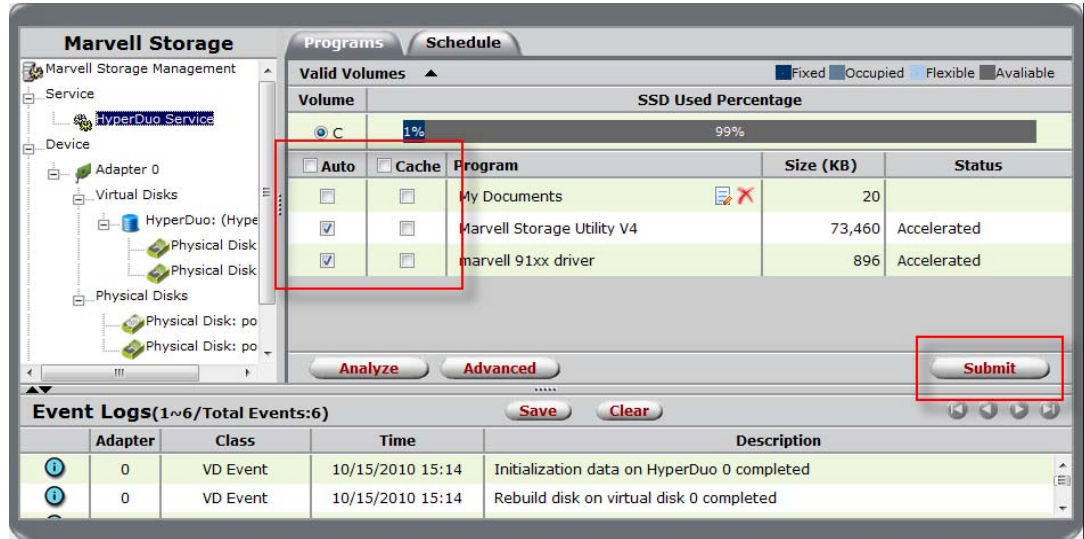 Marvell Storage
Marvell Storage Management
Service
HyperDuo Service
Device
Adapter 0
Virtual Disks
HyperDuo: (Hype
Physical Disk
Physical Disk
Physical Disks
Physical Disk: po
Physical Disk: po
Programs Schedule
Valid Volumes Fixed Occupied Flexible Avaliable
Volume SSD Used Percentage
C 1% 99%
Auto Cache Program Size (KB) Status
My Documents 20
Marvell Storage Utility V4 73,460 Accelerated
marvell 91xx driver 896 Accelerated
Analyze Advanced Submit
Event Logs(1~6/Total Events:6) Save Clear
Adapter Class Time Description
0 VD Event 10/15/2010 15:14 Initialization data on HyperDuo 0 completed
0 VD Event 10/15/2010 15:14 Rebuild disk on virtual disk 0 completed